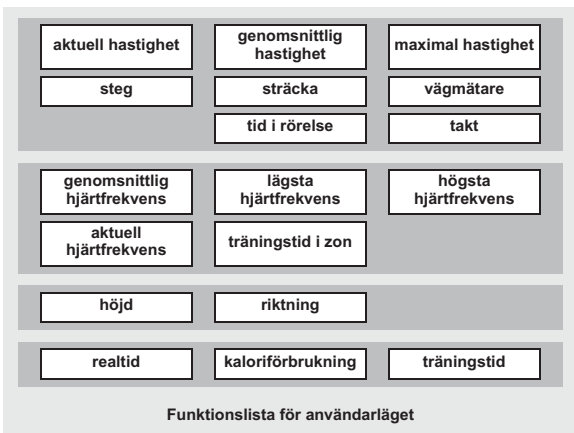 aktuell hastighet
genomsnittlig
hastighet
maximal hastighet
steg
sträcka
vägmätare
tid i rörelse
takt
genomsnittlig
hjärtfrekvens
lägsta
hjärtfrekvens
högsta
hjärtfrekvens
aktuell
hjärtfrekvens
träningstid i zon
höjd
riktning
realtid
kaloriförbrukning
träningstid
Funktionslista för användarläget